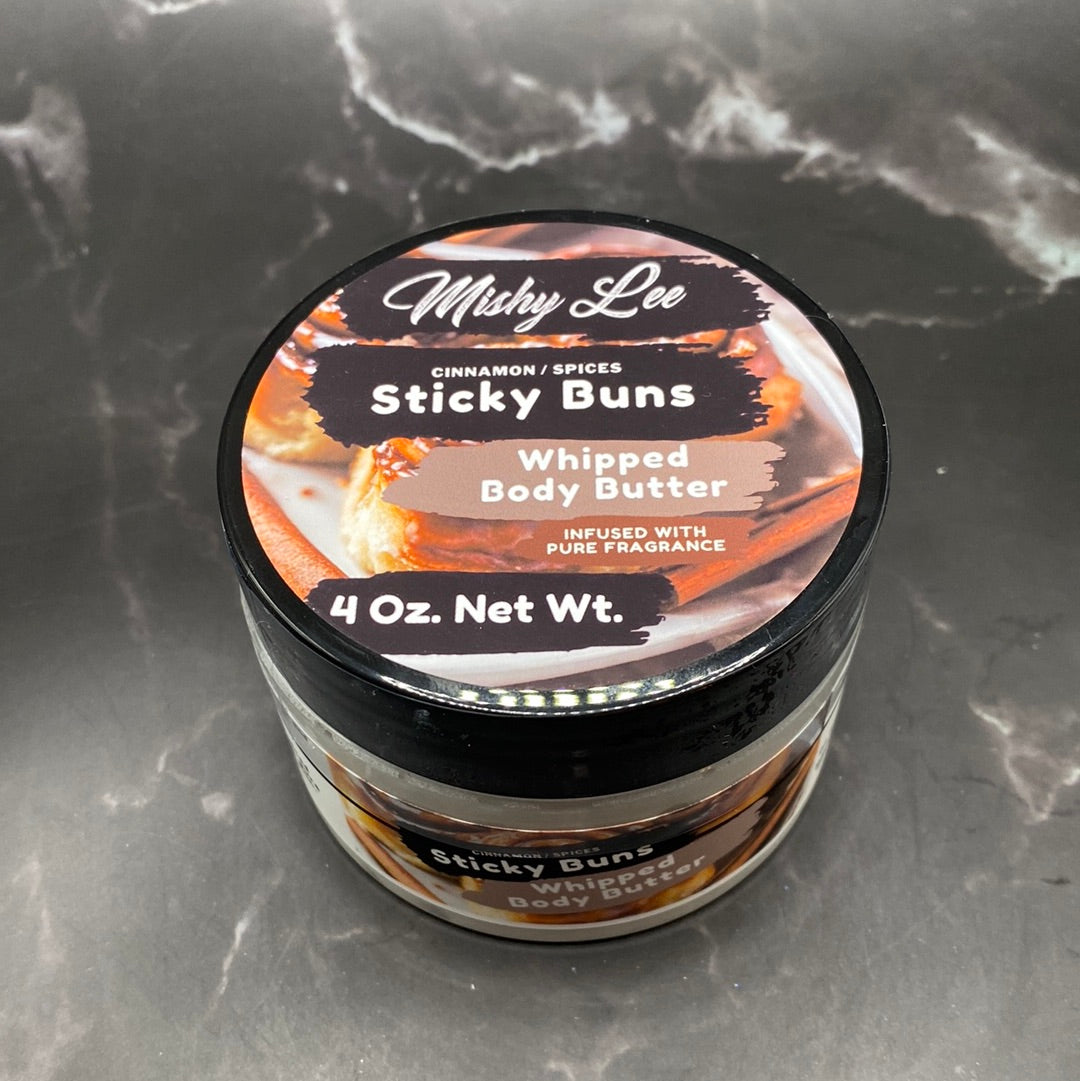 Mishy Lee
CINNAMON / SPICES
Sticky Buns
Whipped
Body Butter
INFUSED WITH
PURE FRAGRANCE
4 Oz. Net Wt.
CINNAMON / SPICES
Sticky Buns
Whipped
Body Butter